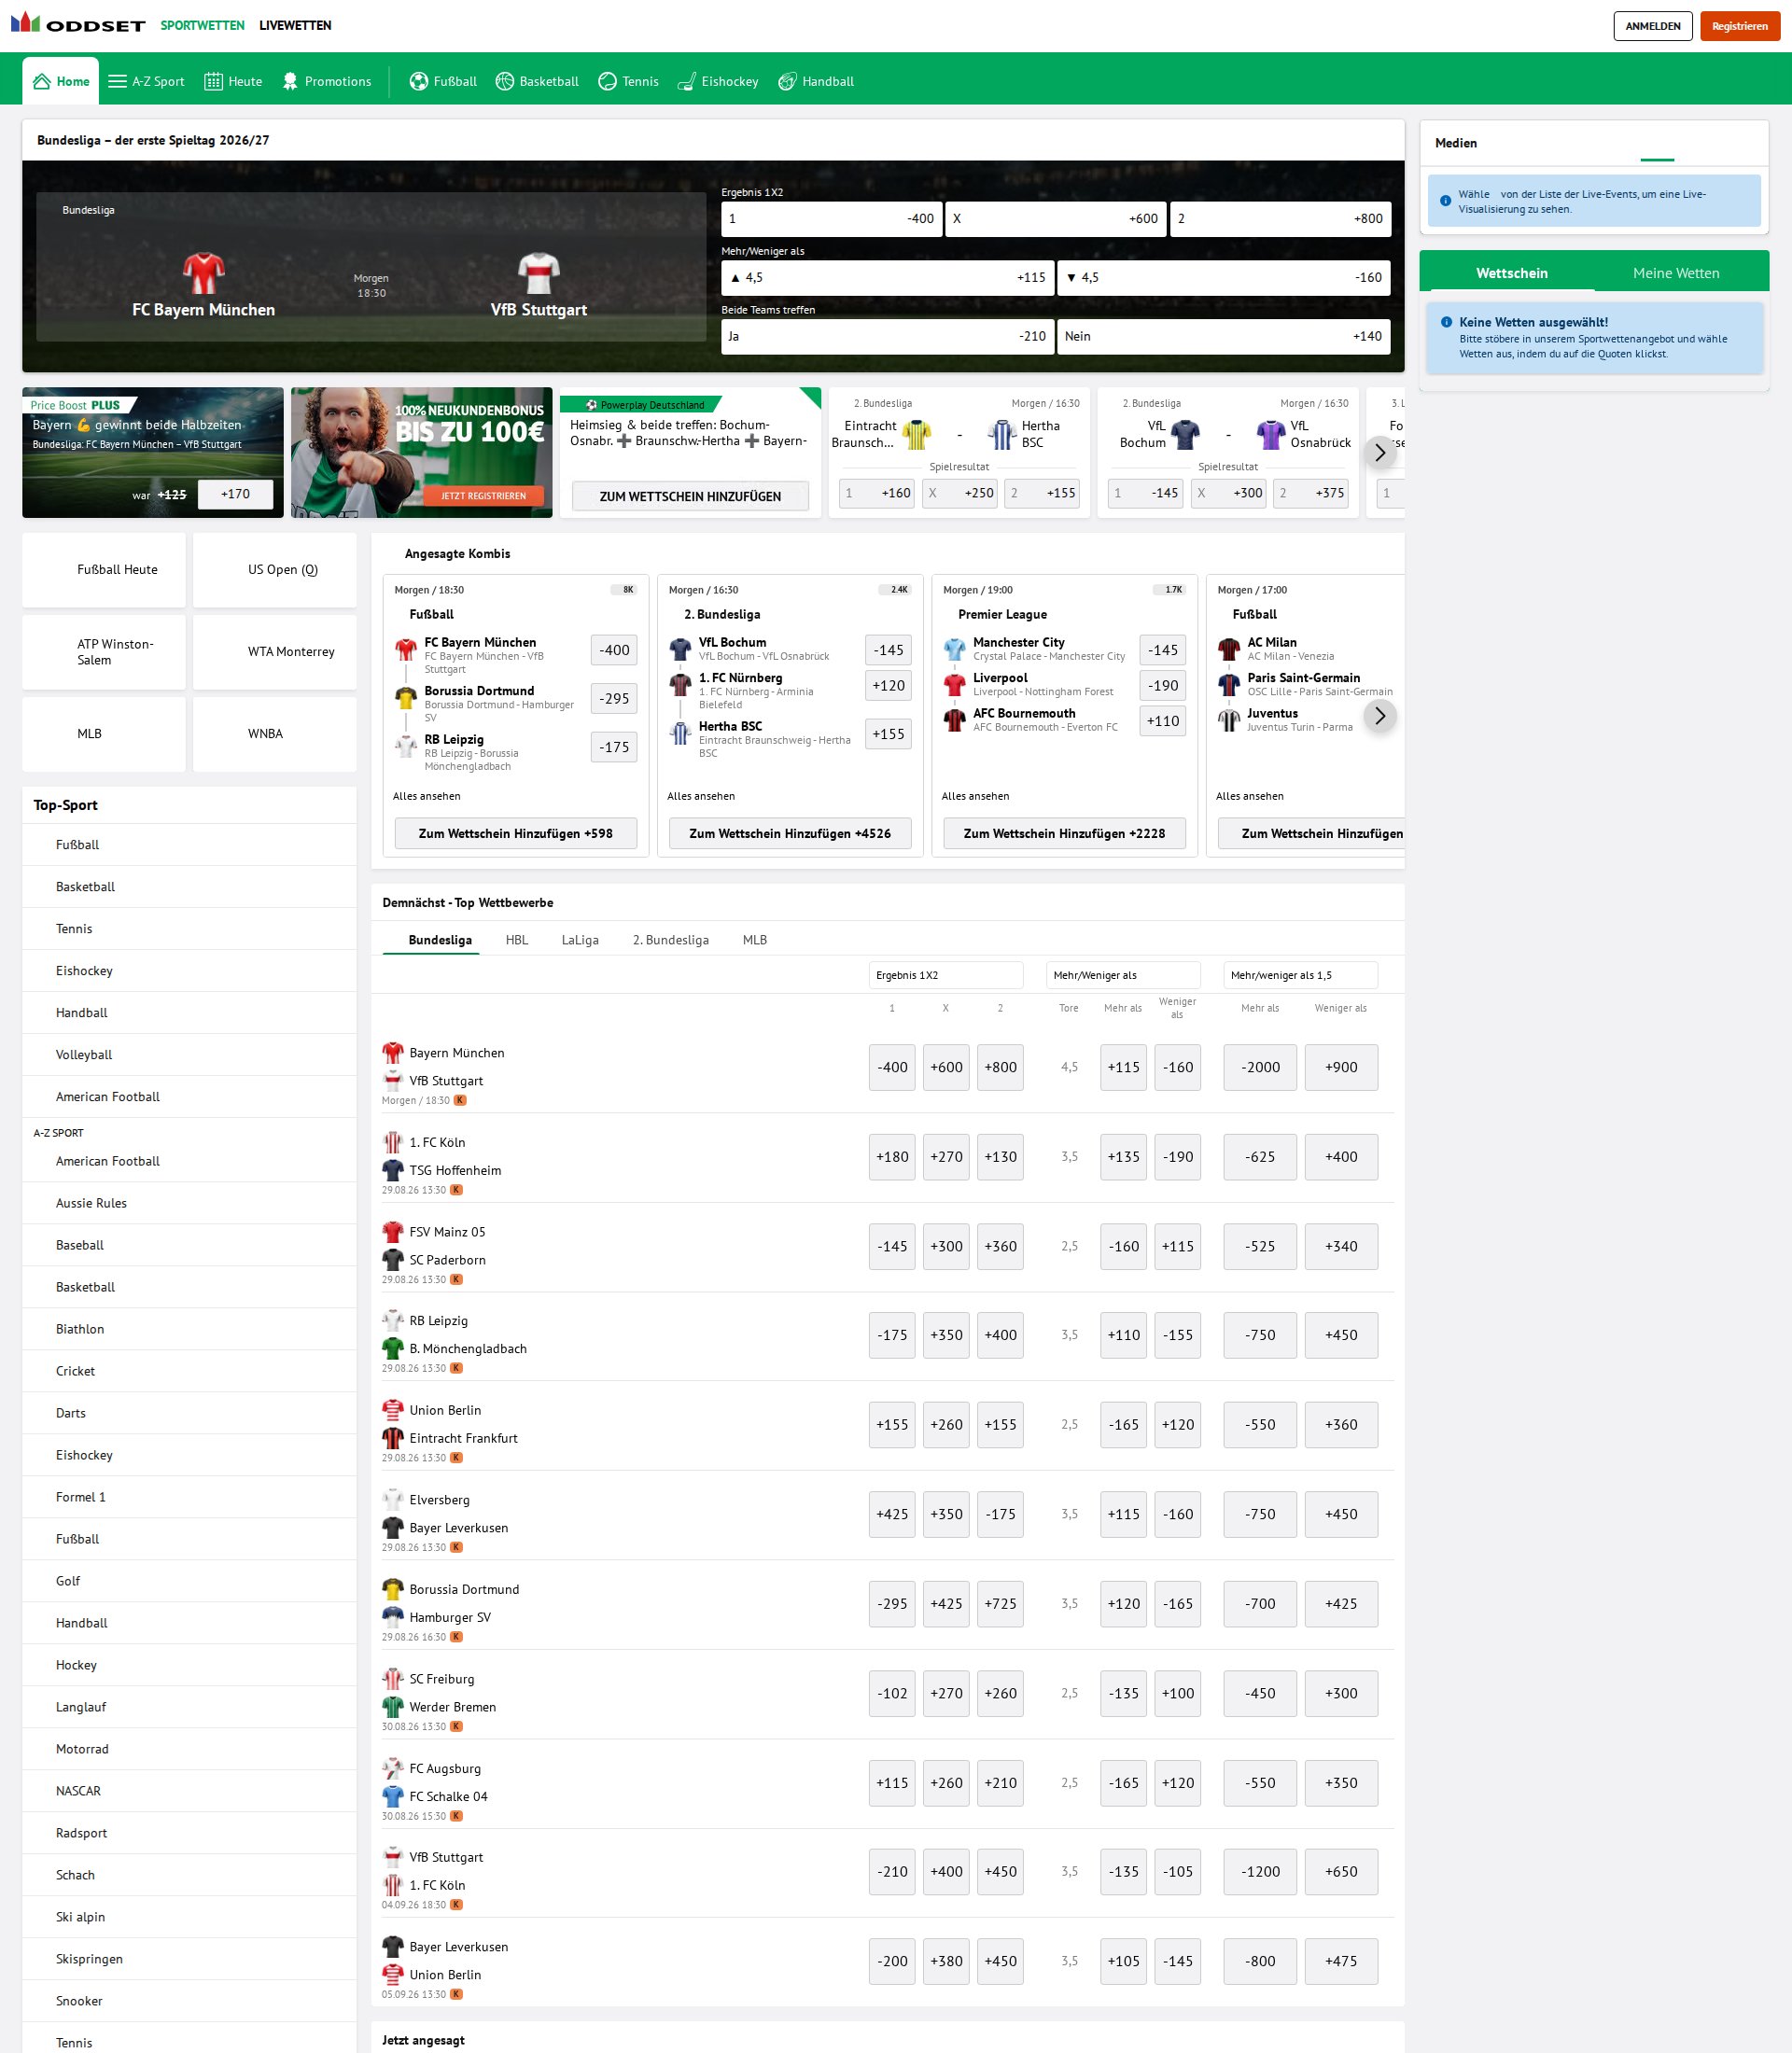 ODDSET SPORTWETTEN LIVEWETTEN ANMELDEN Registrieren
Home A-Z Sport Heute Promotions Fußball Basketball Tennis Eishockey Handball
Bundesliga – der erste Spieltag 2026/27
Bundesliga
FC Bayern München
Morgen
18:30
VfB Stuttgart
Ergebnis 1X2
1 -400 X +600 2 +800
Mehr/Weniger als
▲ 4,5 +115 ▼ 4,5 -160
Beide Teams treffen
Ja -210 Nein +140
Medien
Wähle von der Liste der Live-Events, um eine Live-
Visualisierung zu sehen.
Wettschein Meine Wetten
Keine Wetten ausgewählt!
Bitte stöbere in unserem Sportwettenangebot und wähle
Wetten aus, indem du auf die Quoten klickst.
Price Boost PLUS
Bayern 💪 gewinnt beide Halbzeiten
Bundesliga: FC Bayern München – VfB Stuttgart
war +125 +170
100% NEUKUNDENBONUS
BIS ZU 100€
JETZT REGISTRIEREN
⚽ Powerplay Deutschland
Heimsieg & beide treffen: Bochum-
Osnabr. ➕ Braunschw.-Hertha ➕ Bayern-
ZUM WETTSCHEIN HINZUFÜGEN
2. Bundesliga Morgen / 16:30
Eintracht
Braunsch...
-
Hertha
BSC
Spielresultat
1 +160 X +250 2 +155
2. Bundesliga Morgen / 16:30
VfL
Bochum
-
VfL
Osnabrück
Spielresultat
1 -145 X +300 2 +375
3. L
Fo
1
Fußball Heute US Open (Q)
ATP Winston-
Salem
WTA Monterrey
MLB WNBA
Top-Sport
Fußball
Basketball
Tennis
Eishockey
Handball
Volleyball
American Football
A-Z SPORT
American Football
Aussie Rules
Baseball
Basketball
Biathlon
Cricket
Darts
Eishockey
Formel 1
Fußball
Golf
Handball
Hockey
Langlauf
Motorrad
NASCAR
Radsport
Schach
Ski alpin
Skispringen
Snooker
Tennis
Angesagte Kombis
Morgen / 18:30 8K
Fußball
FC Bayern München -400
FC Bayern München - VfB
Stuttgart
Borussia Dortmund -295
Borussia Dortmund - Hamburger
SV
RB Leipzig -175
RB Leipzig - Borussia
Mönchengladbach
Alles ansehen
Zum Wettschein Hinzufügen +598
Morgen / 16:30 2.4K
2. Bundesliga
VfL Bochum -145
VfL Bochum - VfL Osnabrück
1. FC Nürnberg +120
1. FC Nürnberg - Arminia
Bielefeld
Hertha BSC +155
Eintracht Braunschweig - Hertha
BSC
Alles ansehen
Zum Wettschein Hinzufügen +4526
Morgen / 19:00 1.7K
Premier League
Manchester City -145
Crystal Palace - Manchester City
Liverpool -190
Liverpool - Nottingham Forest
AFC Bournemouth +110
AFC Bournemouth - Everton FC
Alles ansehen
Zum Wettschein Hinzufügen +2228
Morgen / 17:00
Fußball
AC Milan
AC Milan - Venezia
Paris Saint-Germain
OSC Lille - Paris Saint-Germain
Juventus
Juventus Turin - Parma
Alles ansehen
Zum Wettschein Hinzufügen
Demnächst - Top Wettbewerbe
Bundesliga HBL LaLiga 2. Bundesliga MLB
Ergebnis 1X2 Mehr/Weniger als Mehr/weniger als 1,5
1 X 2 Tore Mehr als Weniger als Mehr als Weniger als
Bayern München
VfB Stuttgart
Morgen / 18:30 K
-400 +600 +800 4,5 +115 -160 -2000 +900
1. FC Köln
TSG Hoffenheim
29.08.26 13:30 K
+180 +270 +130 3,5 +135 -190 -625 +400
FSV Mainz 05
SC Paderborn
29.08.26 13:30 K
-145 +300 +360 2,5 -160 +115 -525 +340
RB Leipzig
B. Mönchengladbach
29.08.26 13:30 K
-175 +350 +400 3,5 +110 -155 -750 +450
Union Berlin
Eintracht Frankfurt
29.08.26 13:30 K
+155 +260 +155 2,5 -165 +120 -550 +360
Elversberg
Bayer Leverkusen
29.08.26 13:30 K
+425 +350 -175 3,5 +115 -160 -750 +450
Borussia Dortmund
Hamburger SV
29.08.26 16:30 K
-295 +425 +725 3,5 +120 -165 -700 +425
SC Freiburg
Werder Bremen
30.08.26 13:30 K
-102 +270 +260 2,5 -135 +100 -450 +300
FC Augsburg
FC Schalke 04
30.08.26 15:30 K
+115 +260 +210 2,5 -165 +120 -550 +350
VfB Stuttgart
1. FC Köln
04.09.26 18:30 K
-210 +400 +450 3,5 -135 -105 -1200 +650
Bayer Leverkusen
Union Berlin
05.09.26 13:30 K
-200 +380 +450 3,5 +105 -145 -800 +475
Jetzt angesagt